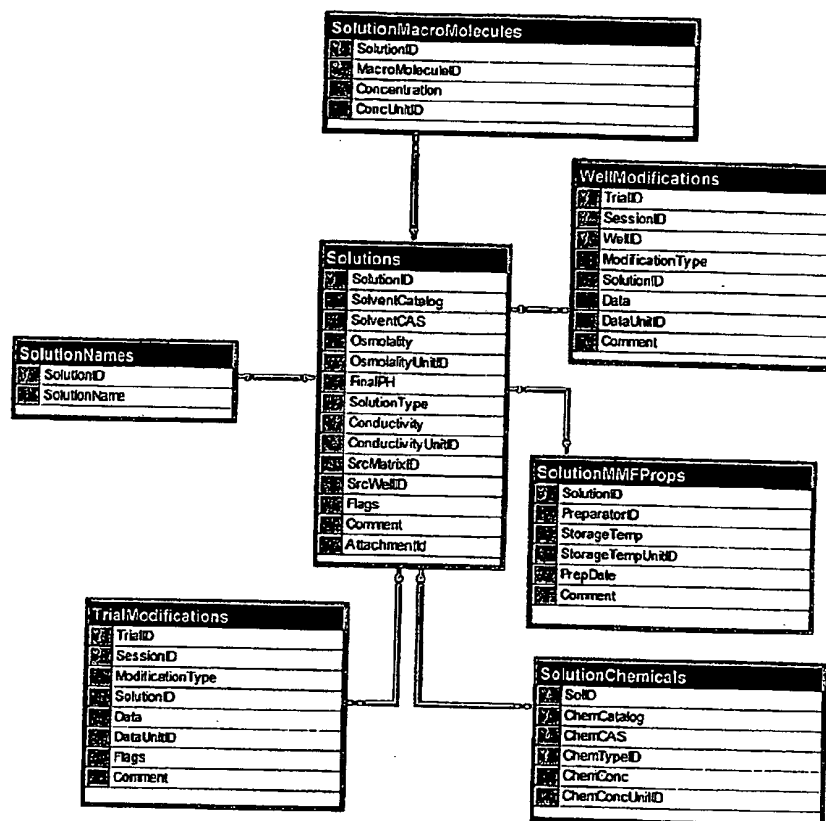 SolutionMacroMolecules
SolutionID
MacroMoleculeID
Concentration
ConcUnitID
WellModifications
TrialID
SessionID
WellID
ModificationType
SolutionID
Data
DataUnitID
Comment
Solutions
SolutionID
SolventCatalog
SolventCAS
Osmolality
OsmolalityUnitID
FinalPH
SolutionType
Conductivity
ConductivityUnitID
SrcMatrixID
SrcWellID
Flags
Comment
AttachmentId
SolutionNames
SolutionID
SolutionName
SolutionMMFProps
SolutionID
PreparatorID
StorageTemp
StorageTempUnitID
PrepDate
Comment
TrialModifications
TrialID
SessionID
ModificationType
SolutionID
Data
DataUnitID
Flags
Comment
SolutionChemicals
SolID
ChemCatalog
ChemCAS
ChemTypeID
ChemConc
ChemConcUnitID